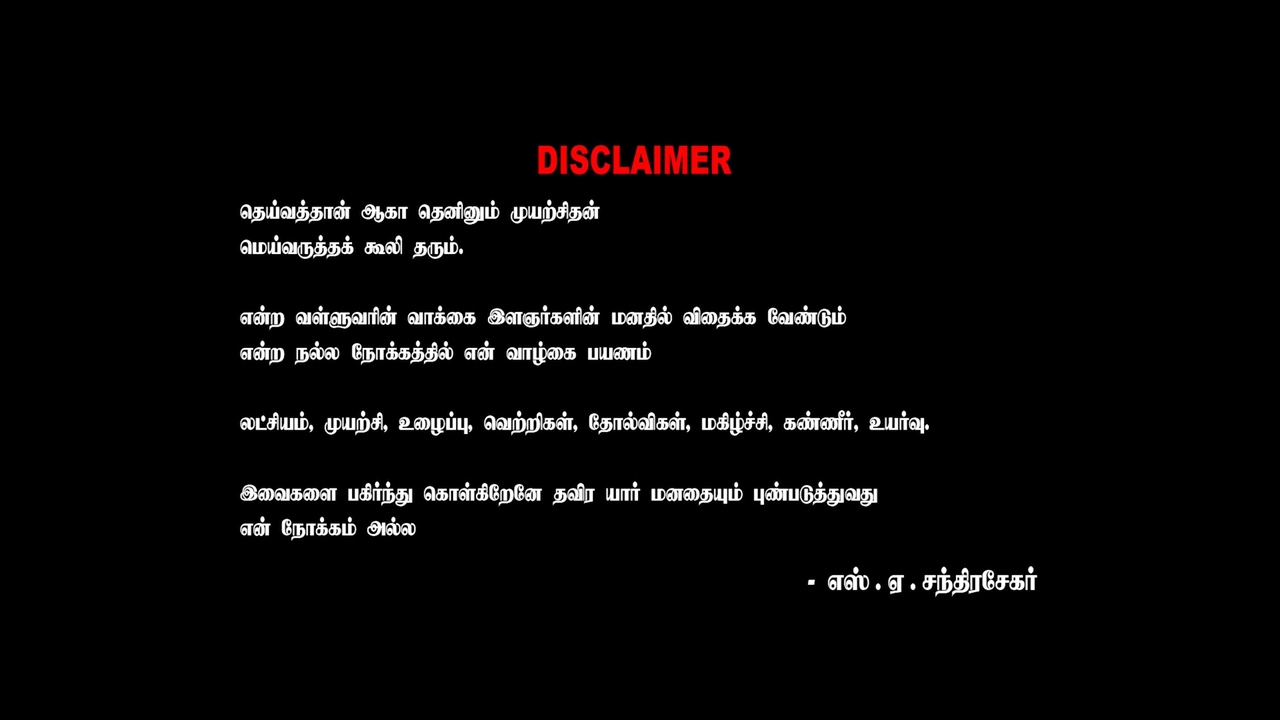 DISCLAIMER
தெய்வத்தான் ஆகா தெனினும் முயற்சிதன்
மெய்வருத்தக் கூலி தரும்.
என்ற வள்ளுவரின் வாக்கை இளஞர்களின் மனதில் விதைக்க வேண்டும்
என்ற நல்ல நோக்கத்தில் என் வாழ்கை பயணம்
லட்சியம், முயற்சி, உழைப்பு, வெற்றிகள், தோல்விகள், மகிழ்ச்சி, கண்ணீர், உயர்வு.
இவைகளை பகிர்ந்து கொள்கிறேனே தவிர யார் மனதையும் புண்படுத்துவது
என் நோக்கம் அல்ல
- எஸ்.ஏ.சந்திரசேகர்